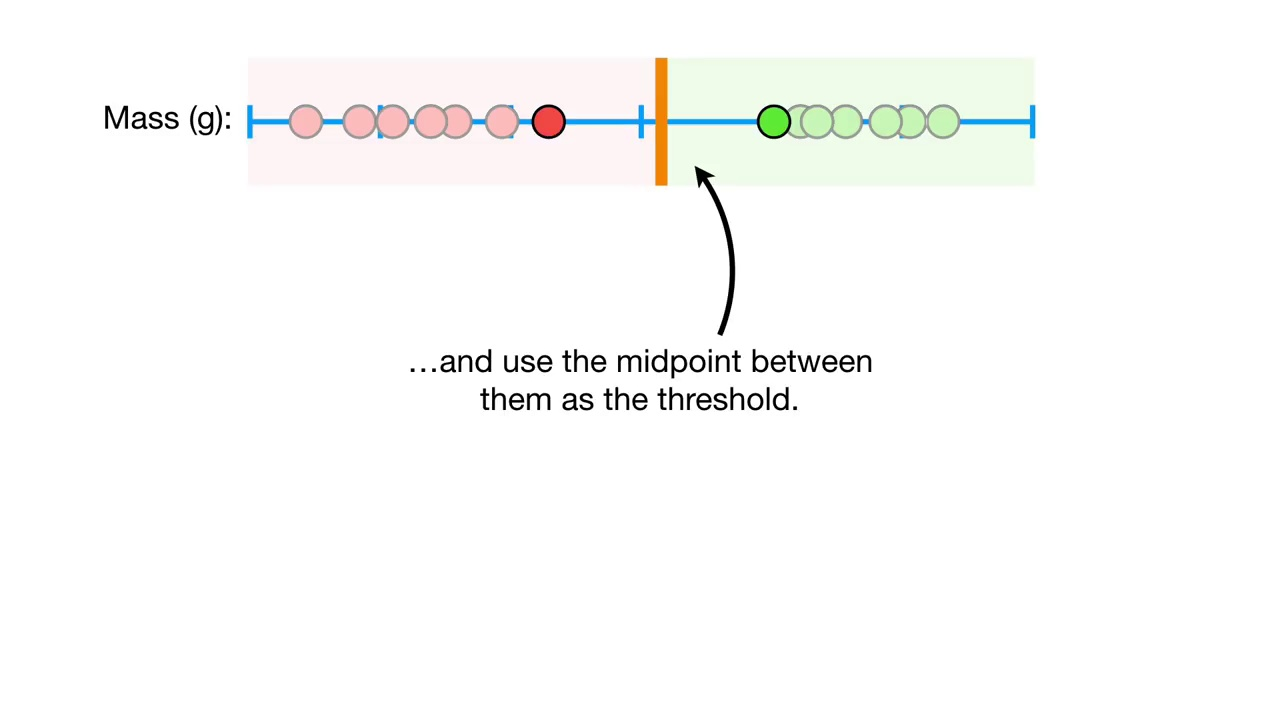 Mass (g):
…and use the midpoint between
them as the threshold.